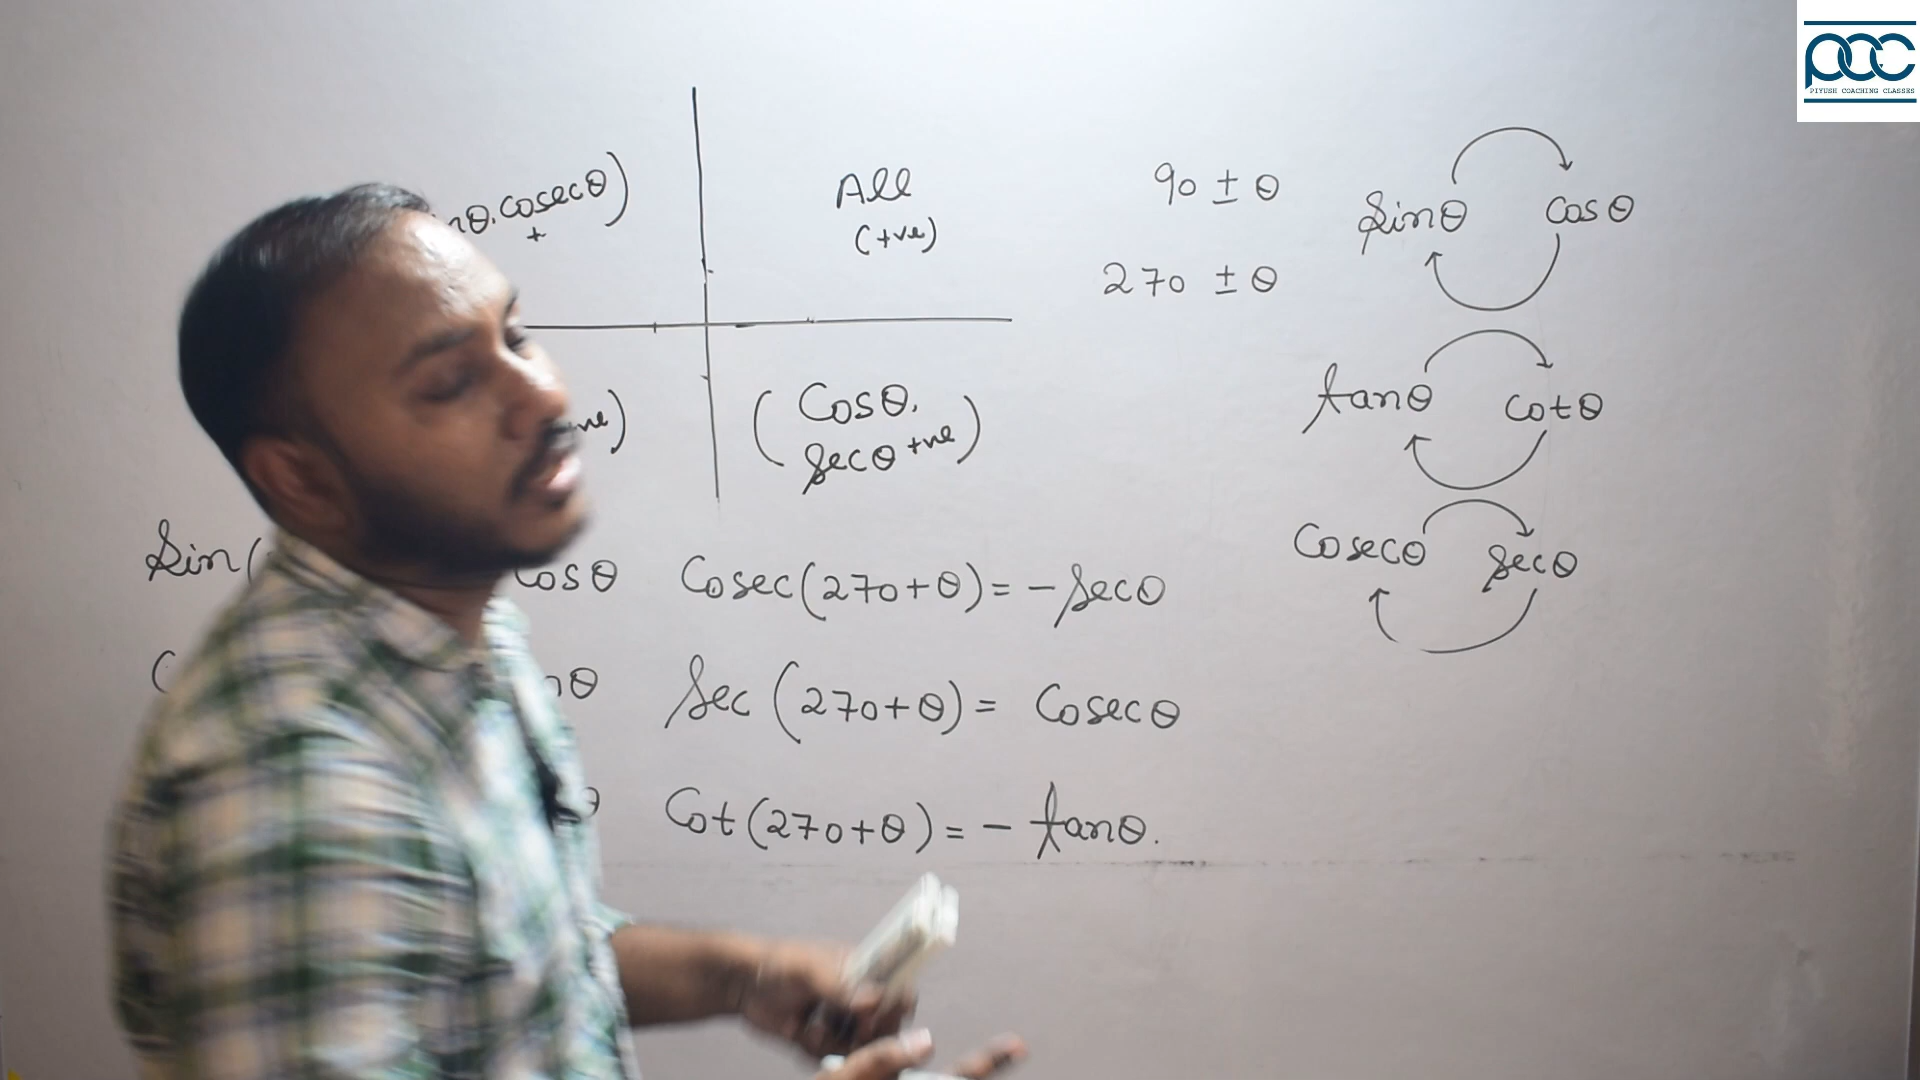 PCC
PIYUSH COACHING CLASSES
nθ. cosecθ)
+
All
(+ve)
90 ± θ
270 ± θ
Sinθ Cosθ
tanθ Cotθ
Cosecθ Secθ
(Cosθ.
Secθ +ve)
Sin( Cosθ Cosec(270+θ) = -Secθ
( nθ Sec(270+θ) = Cosecθ
θ Cot(270+θ) = - tanθ.